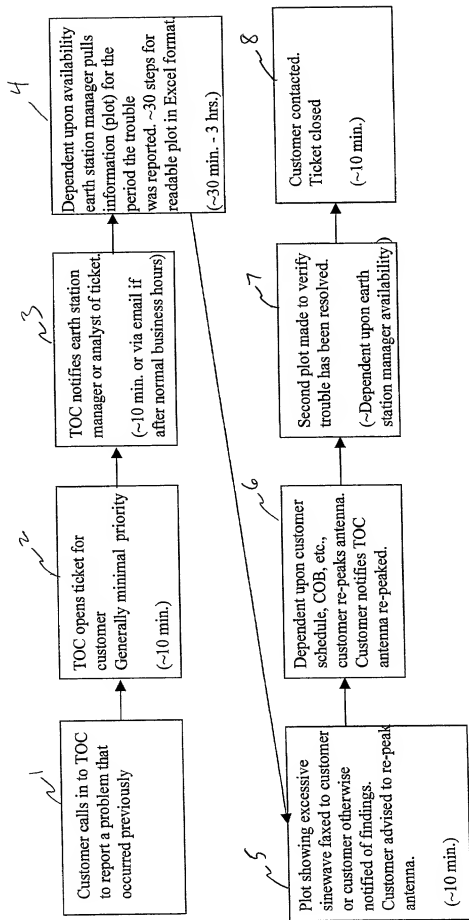 1
Customer calls in to TOC
to report a problem that
occurred previously
2
TOC opens ticket for
customer
Generally minimal priority
(~10 min.)
3
TOC notifies earth station
manager or analyst of ticket.
(~10 min. or via email if
after normal business hours)
4
Dependent upon availability
earth station manager pulls
information (plot) for the
period the trouble
was reported. ~30 steps for
readable plot in Excel format
(~30 min. - 3 hrs.)
5
Plot showing excessive
sinewave faxed to customer
or customer otherwise
notified of findings.
Customer advised to re-peak
antenna.
(~10 min.)
6
Dependent upon customer
schedule, COB, etc.,
customer re-peaks antenna.
Customer notifies TOC
antenna re-peaked.
7
Second plot made to verify
trouble has been resolved.
(~Dependent upon earth
station manager availability )
8
Customer contacted.
Ticket closed
(~10 min.)